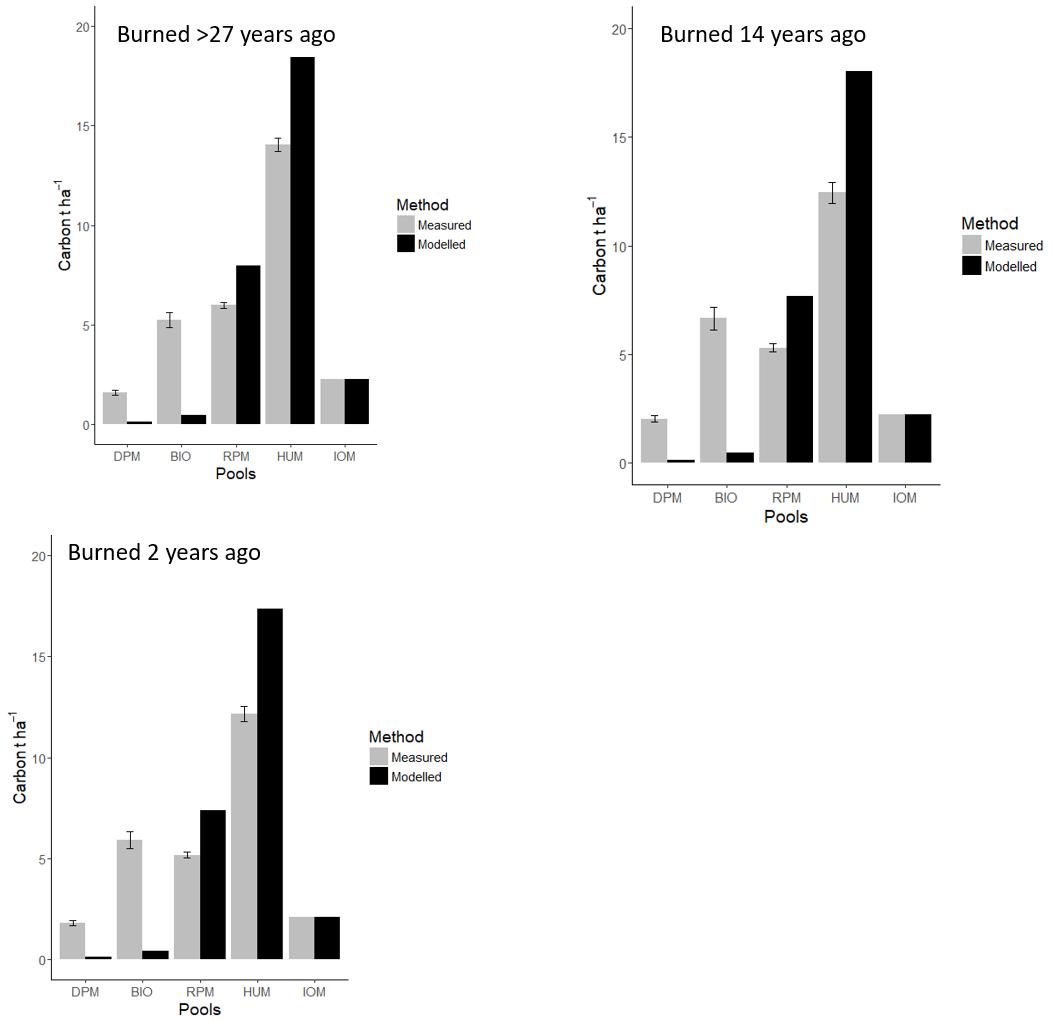 Burned >27 years ago
20
15
10
5
0
Carbon t ha⁻¹
DPM BIO RPM HUM IOM
Pools
Method
Measured
Modelled
Burned 14 years ago
20
15
10
5
0
Carbon t ha⁻¹
DPM BIO RPM HUM IOM
Pools
Method
Measured
Modelled
Burned 2 years ago
20
15
10
5
0
Carbon t ha⁻¹
DPM BIO RPM HUM IOM
Pools
Method
Measured
Modelled